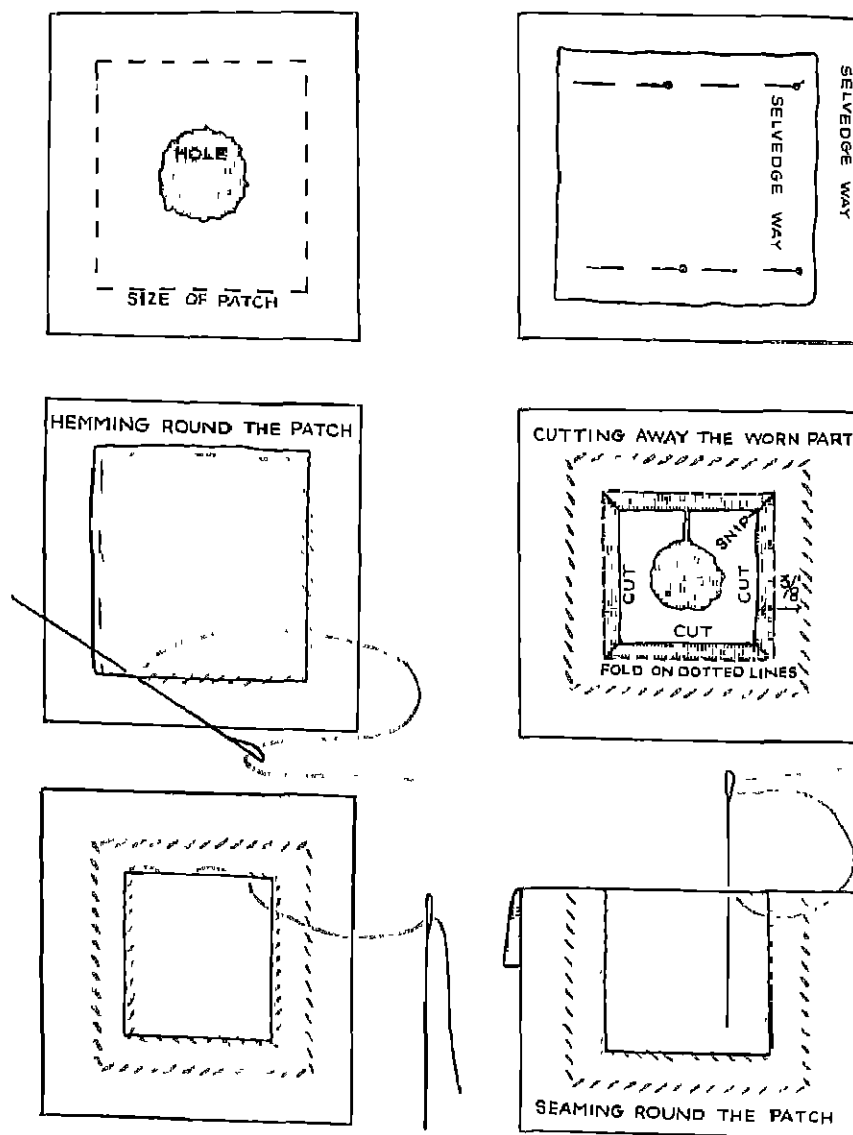 HOLE
SIZE OF PATCH
SELVEDGE WAY
SELVEDGE WAY
HEMMING ROUND THE PATCH
CUTTING AWAY THE WORN PART
SNIP
CUT
CUT
CUT
3/8
FOLD ON DOTTED LINES
SEAMING ROUND THE PATCH